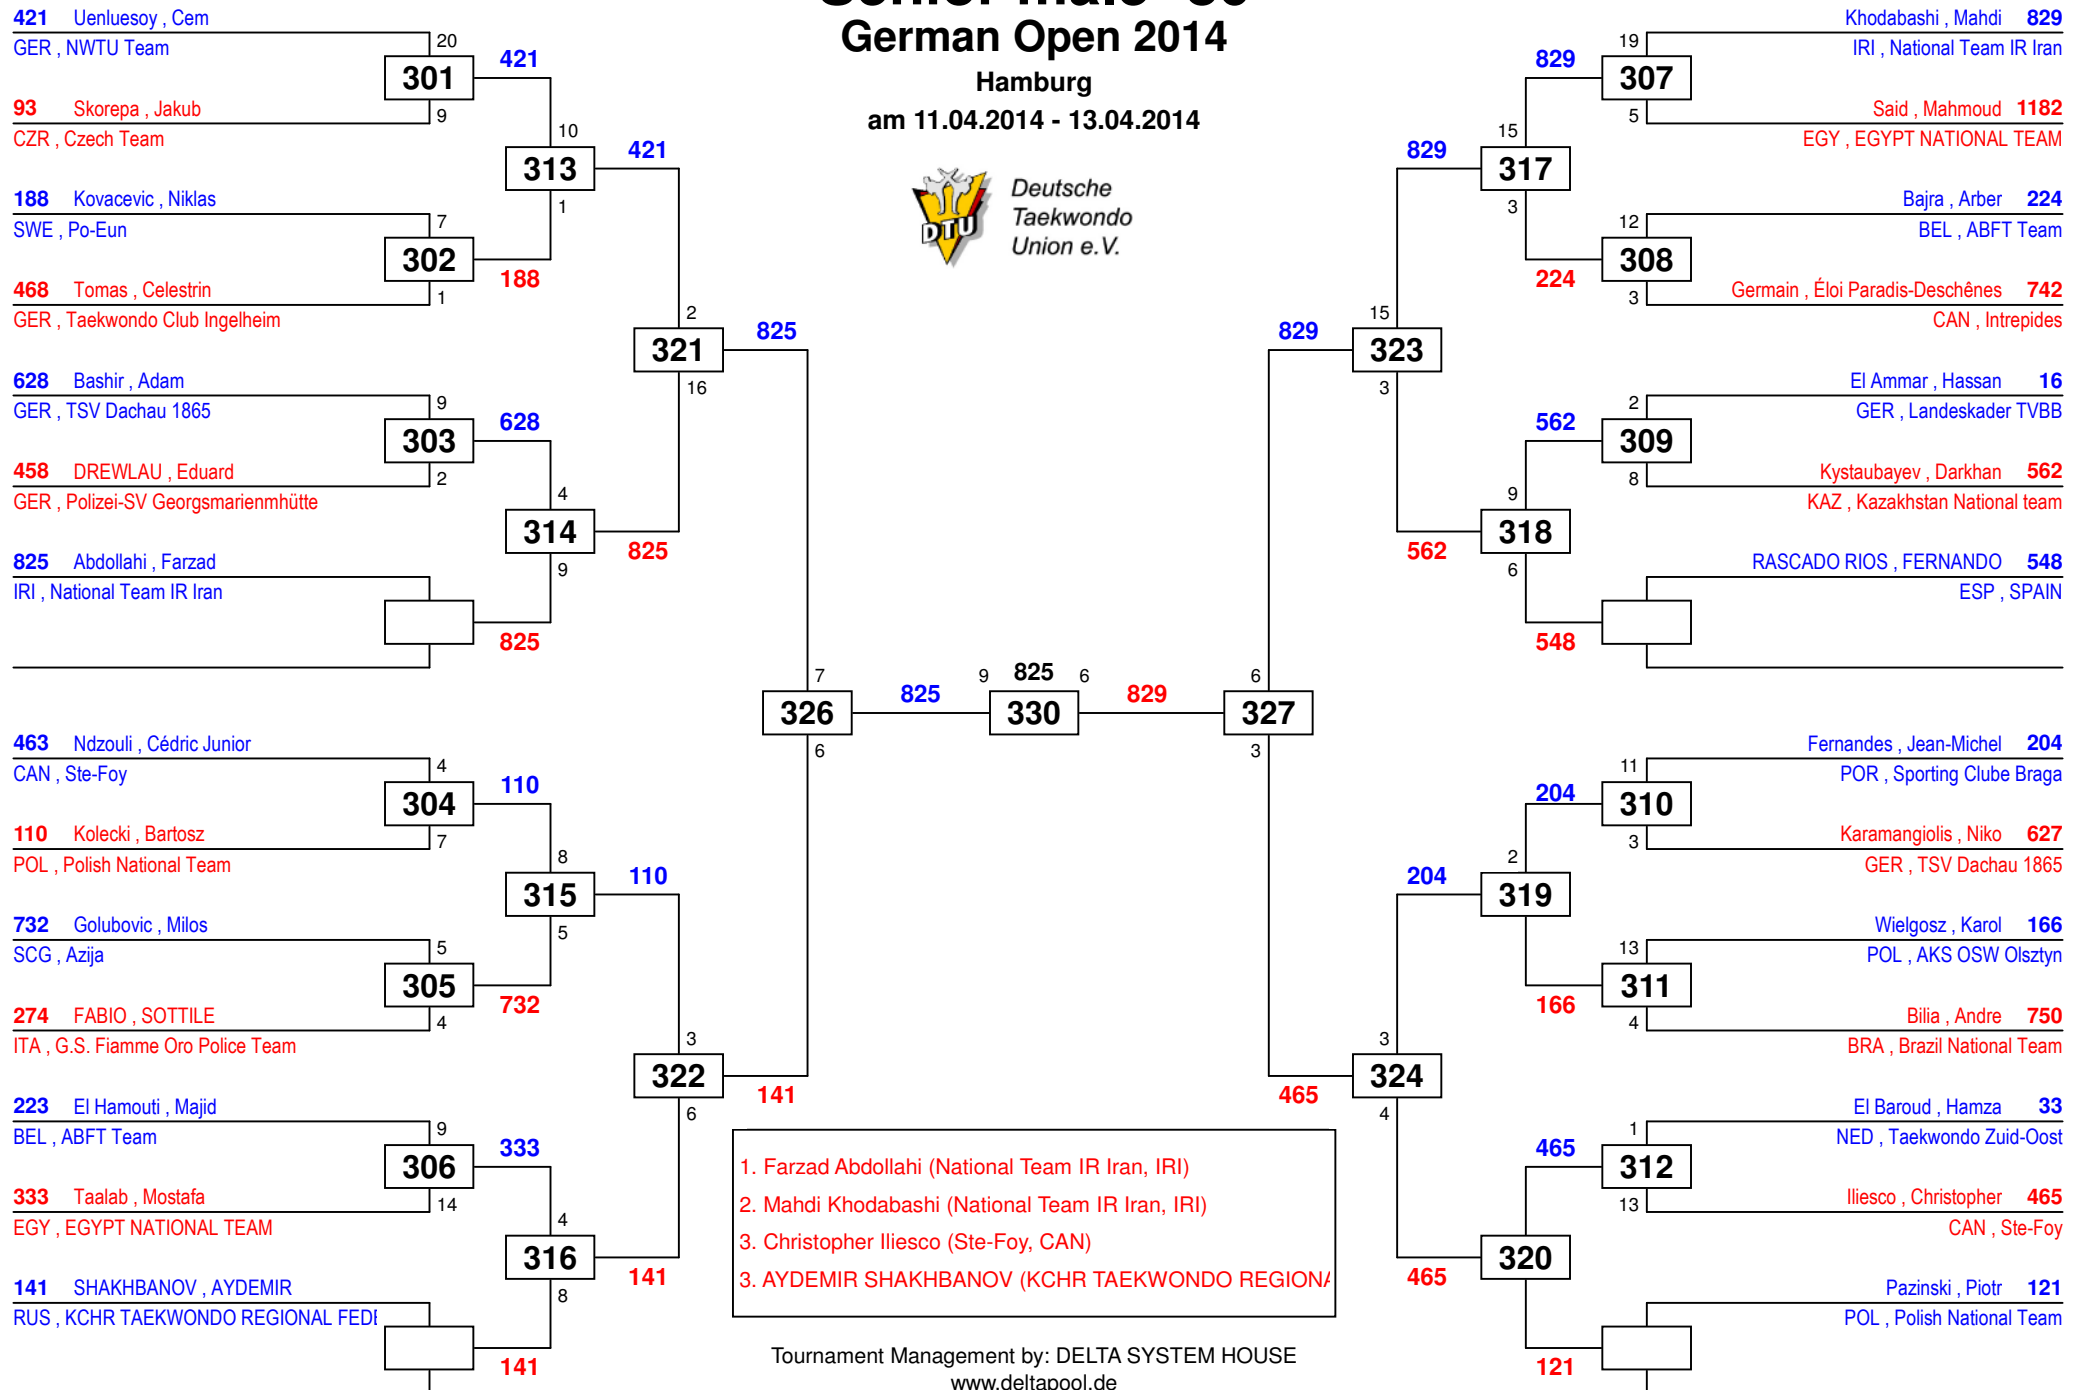 German Open 2014
Hamburg
am 11.04.2014 - 13.04.2014
DTU
Deutsche
Taekwondo
Union e.V.
421 Uenluesoy , Cem
GER , NWTU Team
20
301
421
9
93 Skorepa , Jakub
CZR , Czech Team
10
313
421
1
188 Kovacevic , Niklas
SWE , Po-Eun
7
302
188
1
468 Tomas , Celestrin
GER , Taekwondo Club Ingelheim
2
321
825
16
628 Bashir , Adam
GER , TSV Dachau 1865
9
303
628
2
458 DREWLAU , Eduard
GER , Polizei-SV Georgsmarienmhütte
4
314
825
9
825 Abdollahi , Farzad
IRI , National Team IR Iran
825
7
326
825
6
463 Ndzouli , Cédric Junior
CAN , Ste-Foy
4
304
110
7
110 Kolecki , Bartosz
POL , Polish National Team
8
315
110
5
732 Golubovic , Milos
SCG , Azija
5
305
732
4
274 FABIO , SOTTILE
ITA , G.S. Fiamme Oro Police Team
3
322
141
6
223 El Hamouti , Majid
BEL , ABFT Team
9
306
333
14
333 Taalab , Mostafa
EGY , EGYPT NATIONAL TEAM
4
316
141
8
141 SHAKHBANOV , AYDEMIR
RUS , KCHR TAEKWONDO REGIONAL FEDE
141
9 825 6
330
829
6
327
3
Khodabashi , Mahdi 829
IRI , National Team IR Iran
19
829
307
5
Said , Mahmoud 1182
EGY , EGYPT NATIONAL TEAM
15
829
317
3
Bajra , Arber 224
BEL , ABFT Team
12
308
224
3
Germain , Éloi Paradis-Deschênes 742
CAN , Intrepides
15
829
323
3
El Ammar , Hassan 16
GER , Landeskader TVBB
2
562
309
8
Kystaubayev , Darkhan 562
KAZ , Kazakhstan National team
9
318
562
6
RASCADO RIOS , FERNANDO 548
ESP , SPAIN
548
Fernandes , Jean-Michel 204
POR , Sporting Clube Braga
11
204
310
3
Karamangiolis , Niko 627
GER , TSV Dachau 1865
2
204
319
Wielgosz , Karol 166
POL , AKS OSW Olsztyn
13
311
166
4
Bilia , Andre 750
BRA , Brazil National Team
3
324
465
4
El Baroud , Hamza 33
NED , Taekwondo Zuid-Oost
1
465
312
13
Iliesco , Christopher 465
CAN , Ste-Foy
320
465
Pazinski , Piotr 121
POL , Polish National Team
121
1. Farzad Abdollahi (National Team IR Iran, IRI)
2. Mahdi Khodabashi (National Team IR Iran, IRI)
3. Christopher Iliesco (Ste-Foy, CAN)
3. AYDEMIR SHAKHBANOV (KCHR TAEKWONDO REGIONA
Tournament Management by: DELTA SYSTEM HOUSE
www.deltapool.de